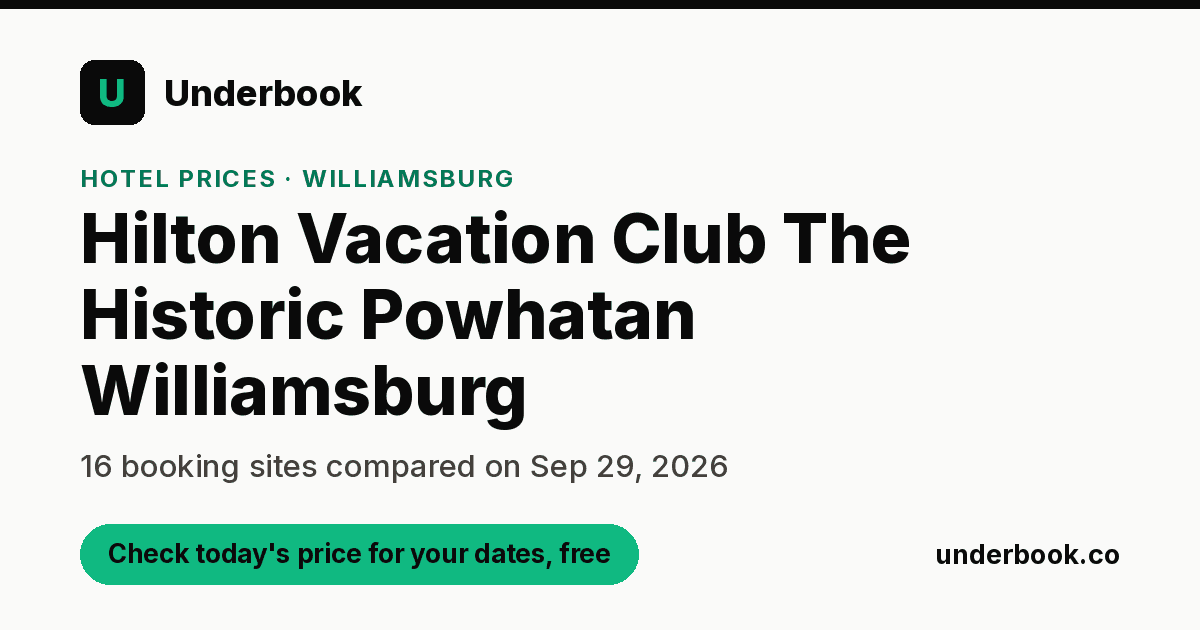 U
Underbook
HOTEL PRICES · WILLIAMSBURG
Hilton Vacation Club The
Historic Powhatan
Williamsburg
16 booking sites compared on Sep 29, 2026
Check today's price for your dates, free
underbook.co